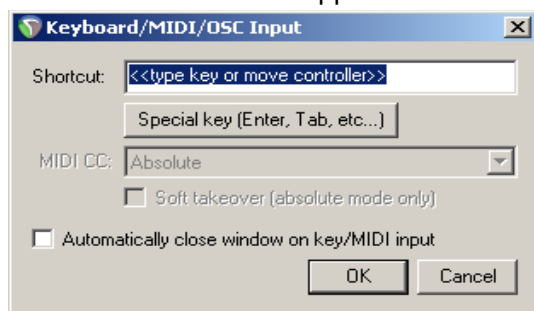 Keyboard/MIDI/OSC Input
Shortcut: <<type key or move controller>>
Special key (Enter, Tab, etc...)
MIDI CC: Absolute
Soft takeover (absolute mode only)
Automatically close window on key/MIDI input
OK Cancel